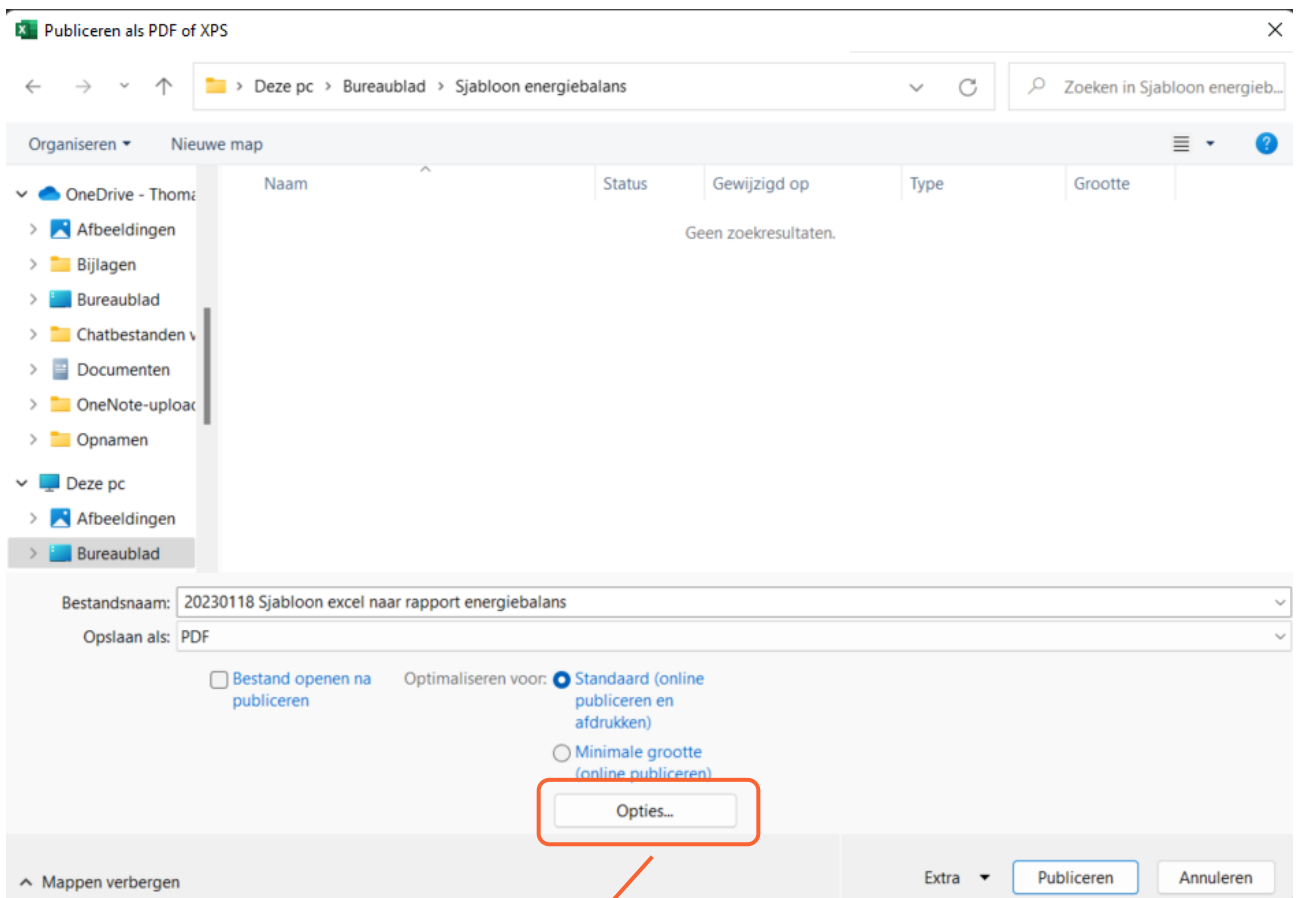 Publiceren als PDF of XPS
Deze pc > Bureaublad > Sjabloon energiebalans
Zoeken in Sjabloon energieb...
Organiseren
Nieuwe map
Naam
Status
Gewijzigd op
Type
Grootte
Geen zoekresultaten.
OneDrive - Thoma
Afbeeldingen
Bijlagen
Bureaublad
Chatbestanden v
Documenten
OneNote-upload
Opnamen
Deze pc
Afbeeldingen
Bureaublad
Bestandsnaam: 20230118 Sjabloon excel naar rapport energiebalans
Opslaan als: PDF
Bestand openen na
publiceren
Optimaliseren voor:
Standaard (online
publiceren en
afdrukken)
Minimale grootte
(online publiceren)
Opties...
Mappen verbergen
Extra
Publiceren
Annuleren